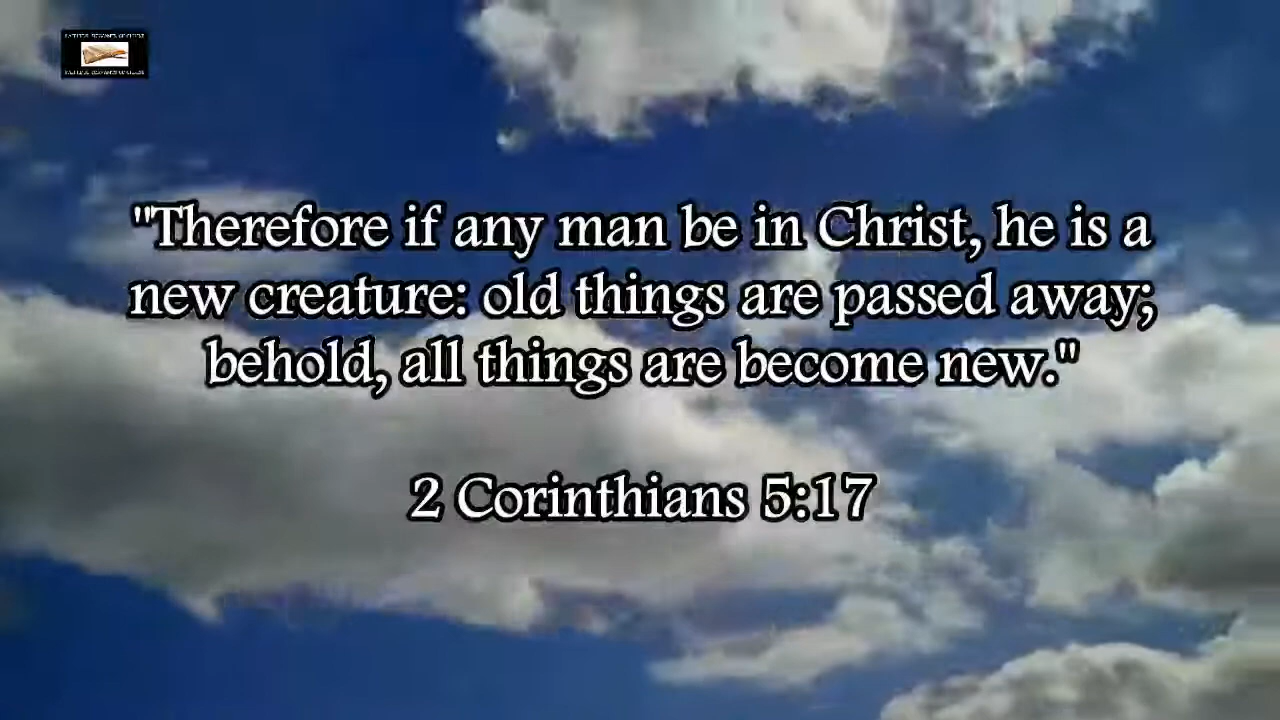 "Therefore if any man be in Christ, he is a
new creature: old things are passed away;
behold, all things are become new."
2 Corinthians 5:17